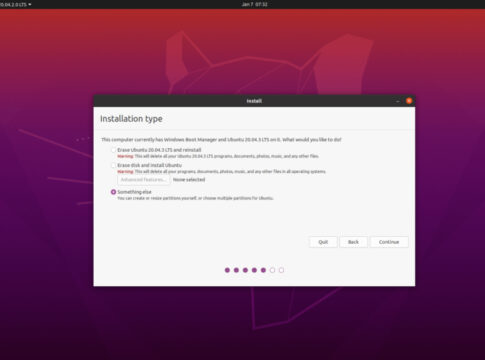 20.04.2.0 LTS
Jan 7 07:32
Install
Installation type
This computer currently has Windows Boot Manager and Ubuntu 20.04.3 LTS on it. What would you like to do?
Erase Ubuntu 20.04.3 LTS and reinstall
Warning: This will delete all your Ubuntu 20.04.3 LTS programs, documents, photos, music, and any other files.
Erase disk and install Ubuntu
Warning: This will delete all your programs, documents, photos, music, and any other files in all operating systems.
Advanced features... None selected
Something else
You can create or resize partitions yourself, or choose multiple partitions for Ubuntu.
Quit Back Continue